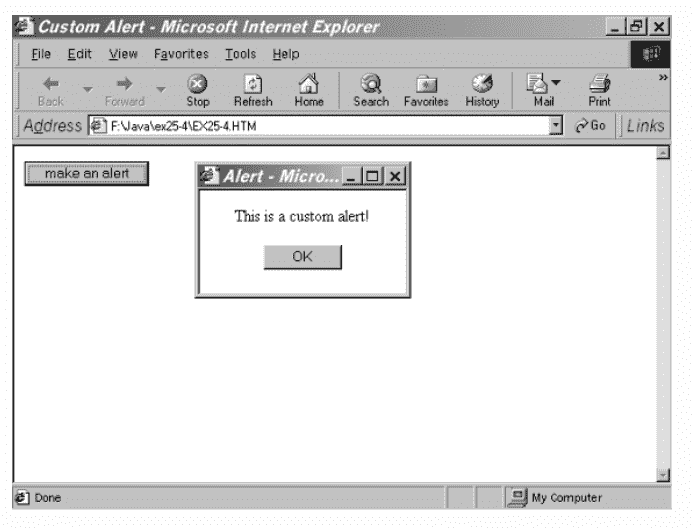 Custom Alert - Microsoft Internet Explorer
File Edit View Favorites Tools Help
Back Forward Stop Refresh Home Search Favorites History Mail Print »
Address F:\Java\ex25-4\EX25-4.HTM Go Links
make an alert
Alert - Micro...
This is a custom alert!
OK
Done My Computer